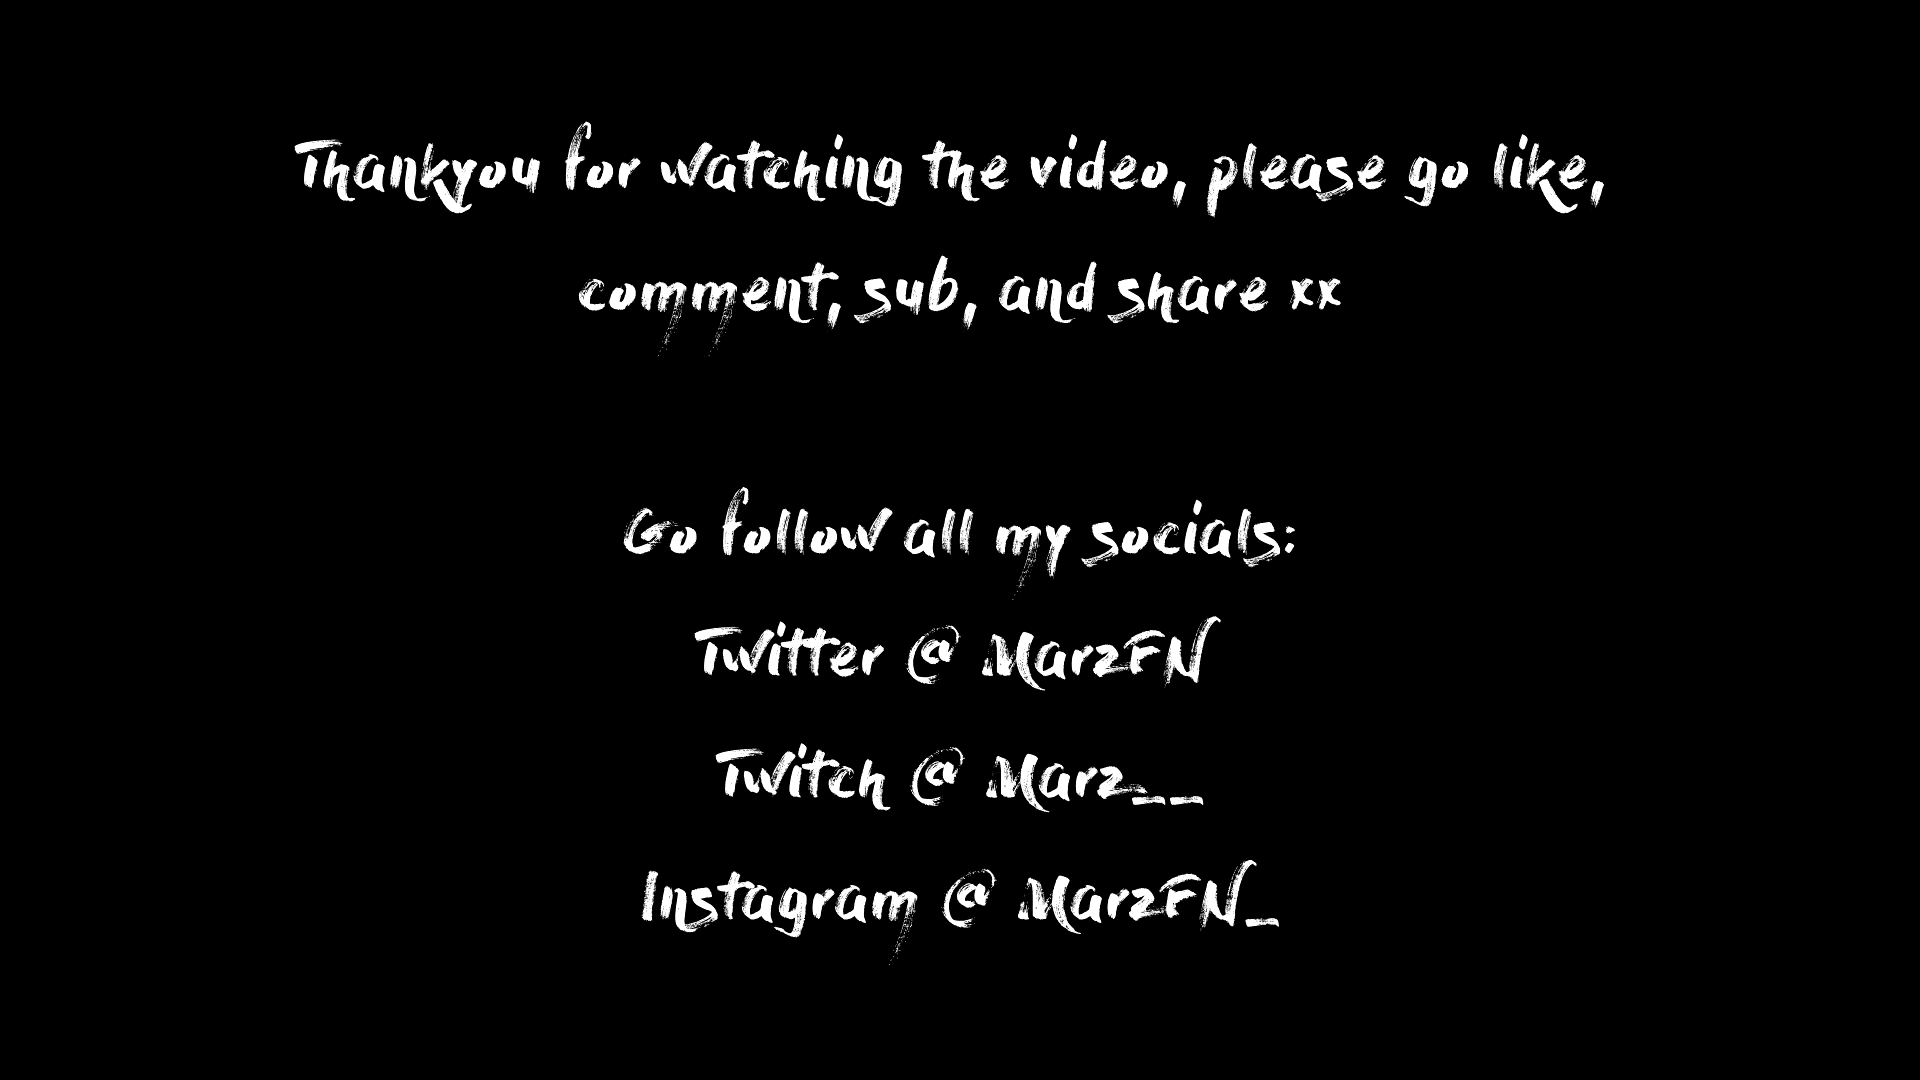 Thankyou for watching the video, please go like,
comment, sub, and share xx
Go follow all my socials:
Twitter @ MarzFN
Twitch @ Marz__
Instagram @ MarzFN_